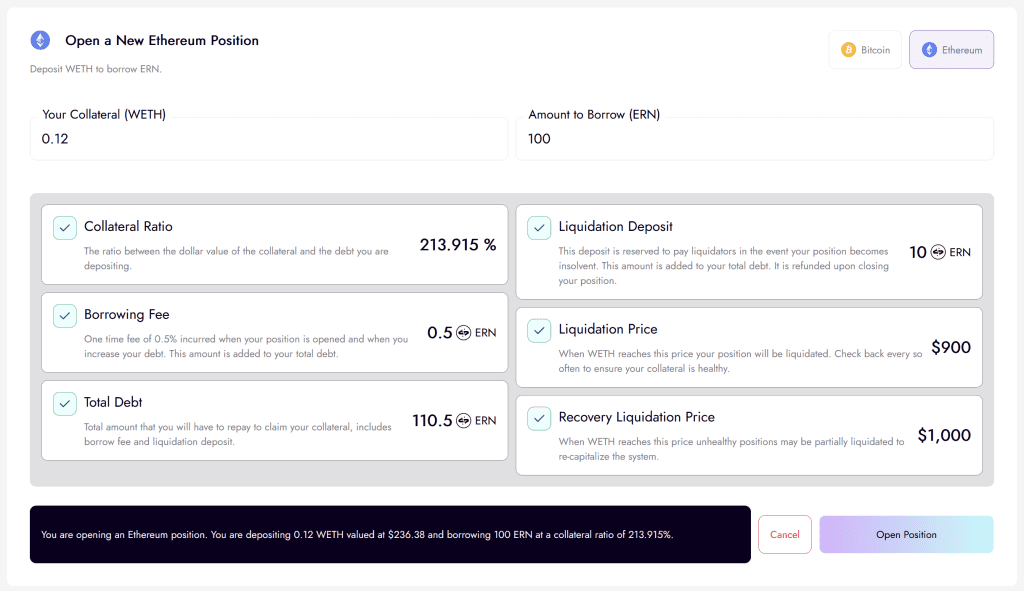 Open a New Ethereum Position
Bitcoin
Ethereum
Deposit WETH to borrow ERN.
Your Collateral (WETH)
0.12
Amount to Borrow (ERN)
100
Collateral Ratio
The ratio between the dollar value of the collateral and the debt you are
depositing.
213.915 %
Borrowing Fee
One time fee of 0.5% incurred when your position is opened and when you
increase your debt. This amount is added to your total debt.
0.5 ERN
Total Debt
Total amount that you will have to repay to claim your collateral, includes
borrow fee and liquidation deposit.
110.5 ERN
Liquidation Deposit
This deposit is reserved to pay liquidators in the event your position becomes
insolvent. This amount is added to your total debt. It is refunded upon closing
your position.
10 ERN
Liquidation Price
When WETH reaches this price your position will be liquidated. Check back every so
often to ensure your collateral is healthy.
$900
Recovery Liquidation Price
When WETH reaches this price unhealthy positions may be partially liquidated to
re-capitalize the system.
$1,000
You are opening an Ethereum position. You are depositing 0.12 WETH valued at $236.38 and borrowing 100 ERN at a collateral ratio of 213.915%.
Cancel
Open Position